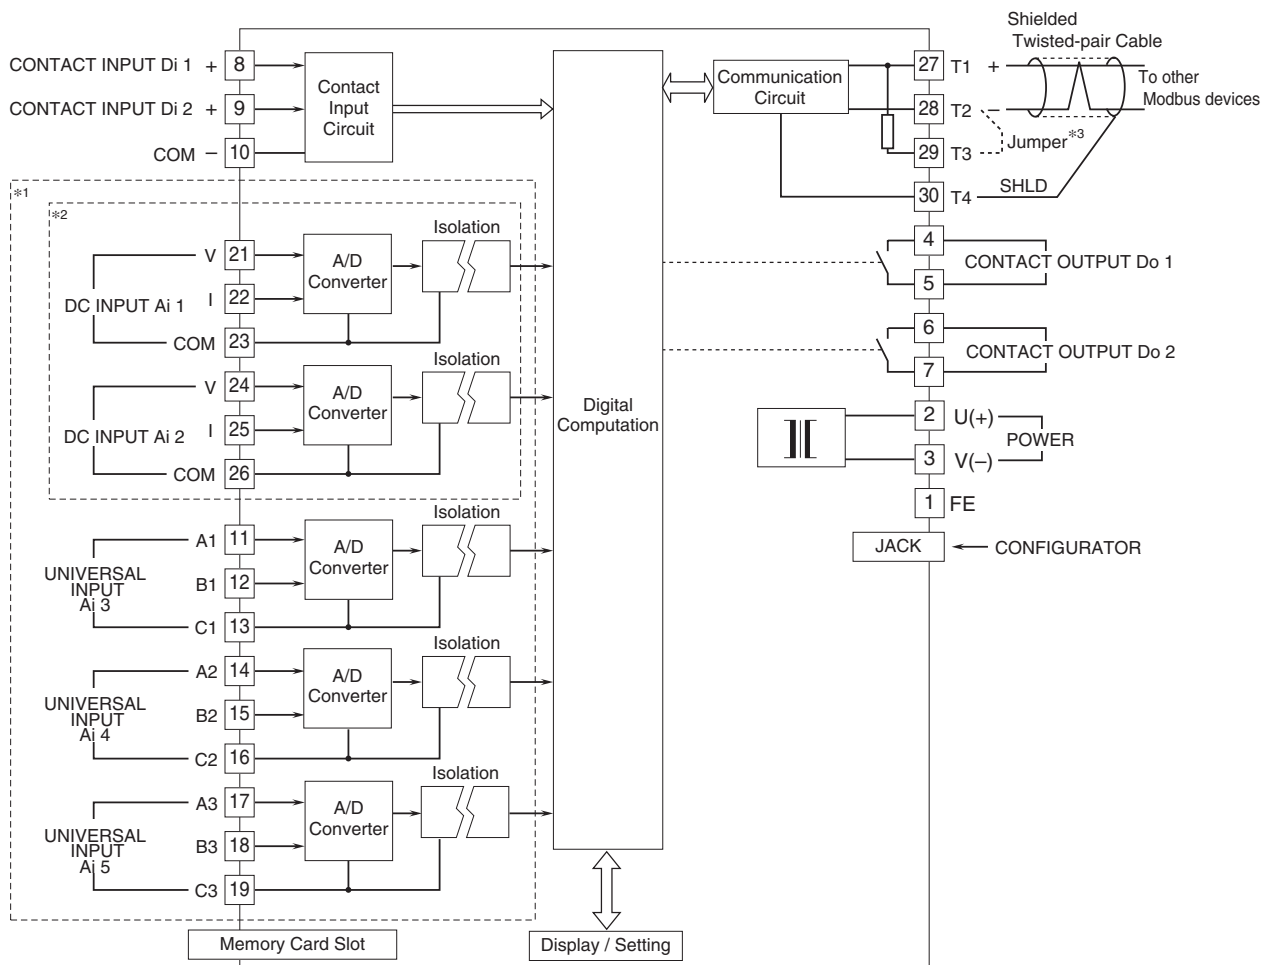 CONTACT INPUT Di 1 + 8
CONTACT INPUT Di 2 + 9
COM – 10
Contact
Input
Circuit
*1
*2
DC INPUT Ai 1
V 21
I 22
COM 23
A/D
Converter
Isolation
DC INPUT Ai 2
V 24
I 25
COM 26
A/D
Converter
Isolation
UNIVERSAL
INPUT
Ai 3
A1 11
B1 12
C1 13
A/D
Converter
Isolation
UNIVERSAL
INPUT
Ai 4
A2 14
B2 15
C2 16
A/D
Converter
Isolation
UNIVERSAL
INPUT
Ai 5
A3 17
B3 18
C3 19
A/D
Converter
Isolation
Memory Card Slot
Digital
Computation
Display / Setting
Communication
Circuit
Shielded
Twisted-pair Cable
27 T1 +
28 T2 –
29 T3
30 T4
To other
Modbus devices
Jumper*3
SHLD
4
5
CONTACT OUTPUT Do 1
6
7
CONTACT OUTPUT Do 2
2 U(+)
3 V(–)
POWER
1 FE
JACK
CONFIGURATOR